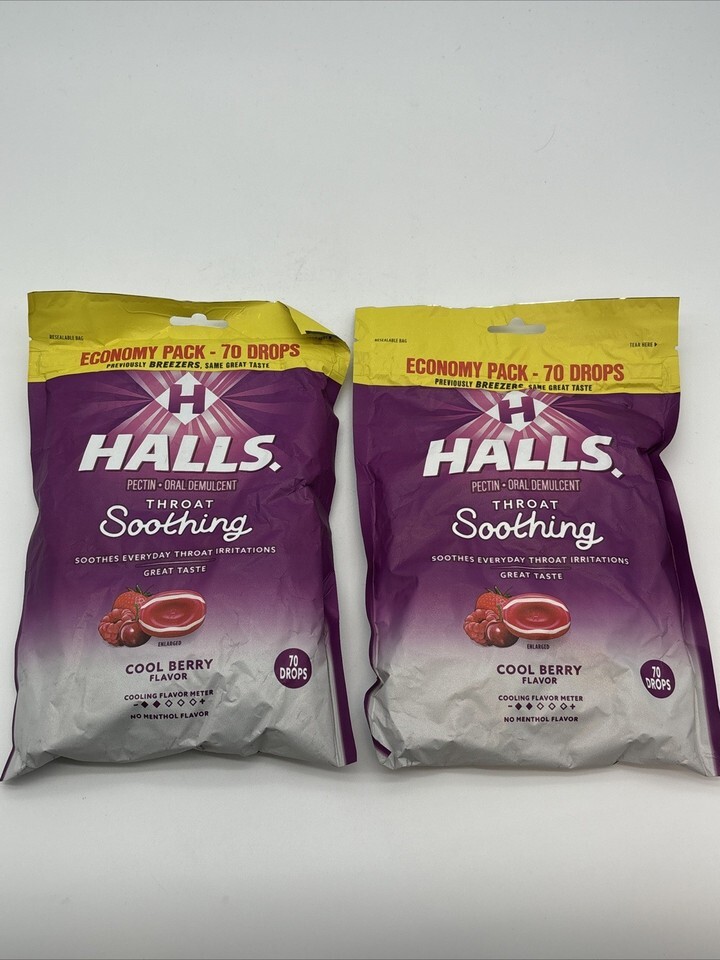 RESEALABLE BAG
ECONOMY PACK - 70 DROPS
PREVIOUSLY BREEZERS, SAME GREAT TASTE
H
HALLS.
PECTIN • ORAL DEMULCENT
THROAT
Soothing
SOOTHES EVERYDAY THROAT IRRITATIONS
GREAT TASTE
ENLARGED
COOL BERRY
FLAVOR
70
DROPS
COOLING FLAVOR METER
- +
NO MENTHOL FLAVOR
RESEALABLE BAG
TEAR HERE
ECONOMY PACK - 70 DROPS
PREVIOUSLY BREEZERS, SAME GREAT TASTE
H
HALLS.
PECTIN • ORAL DEMULCENT
THROAT
Soothing
SOOTHES EVERYDAY THROAT IRRITATIONS
GREAT TASTE
ENLARGED
COOL BERRY
FLAVOR
70
DROPS
COOLING FLAVOR METER
- +
NO MENTHOL FLAVOR